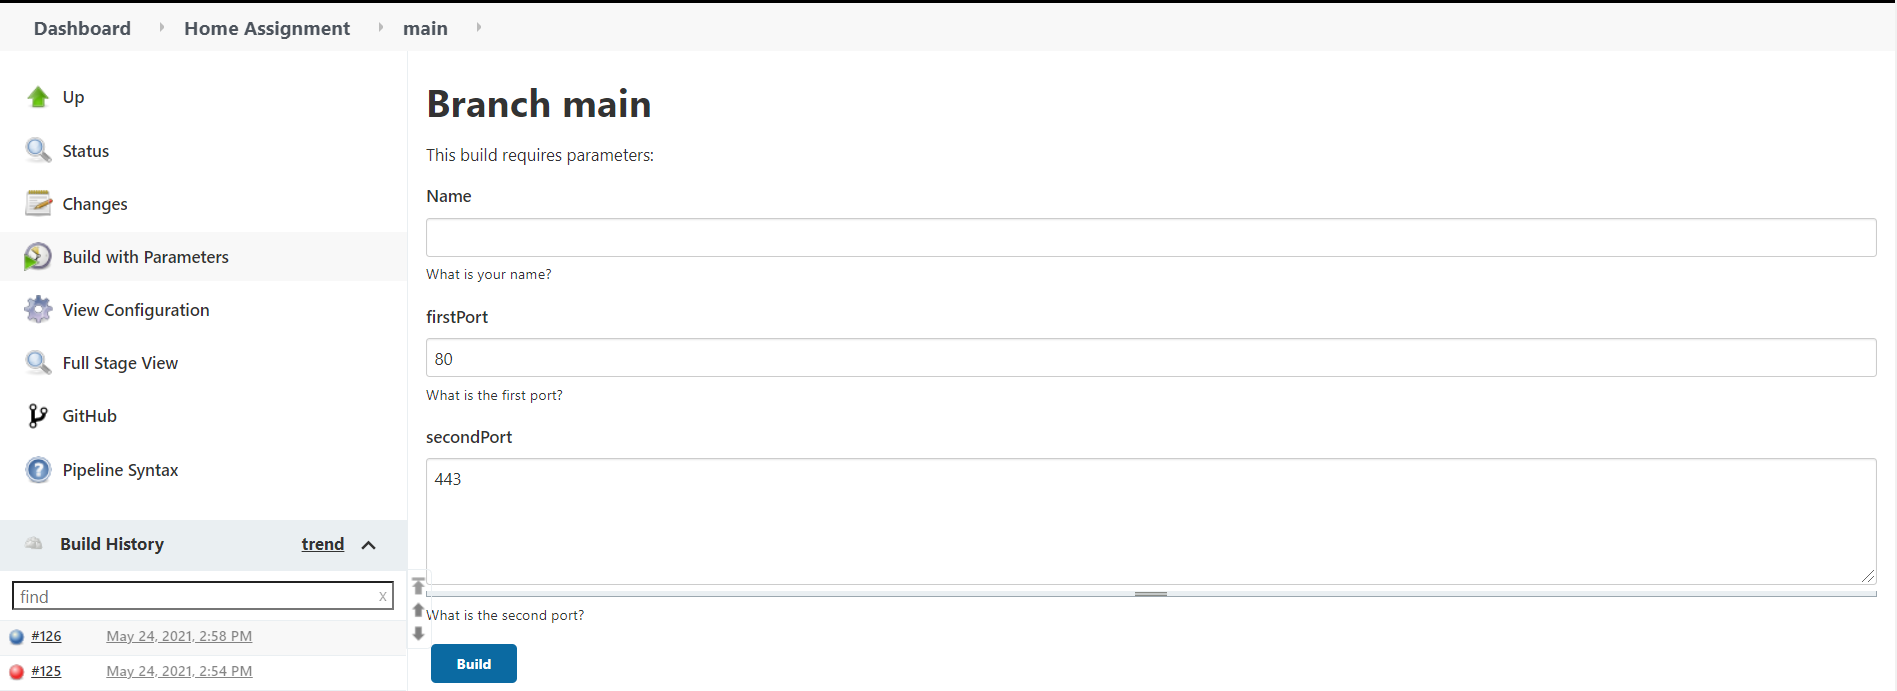 Dashboard Home Assignment main
Up
Status
Changes
Build with Parameters
View Configuration
Full Stage View
GitHub
Pipeline Syntax
Build History trend
find x
#126 May 24, 2021, 2:58 PM
#125 May 24, 2021, 2:54 PM
Branch main
This build requires parameters:
Name
What is your name?
firstPort
80
What is the first port?
secondPort
443
What is the second port?
Build